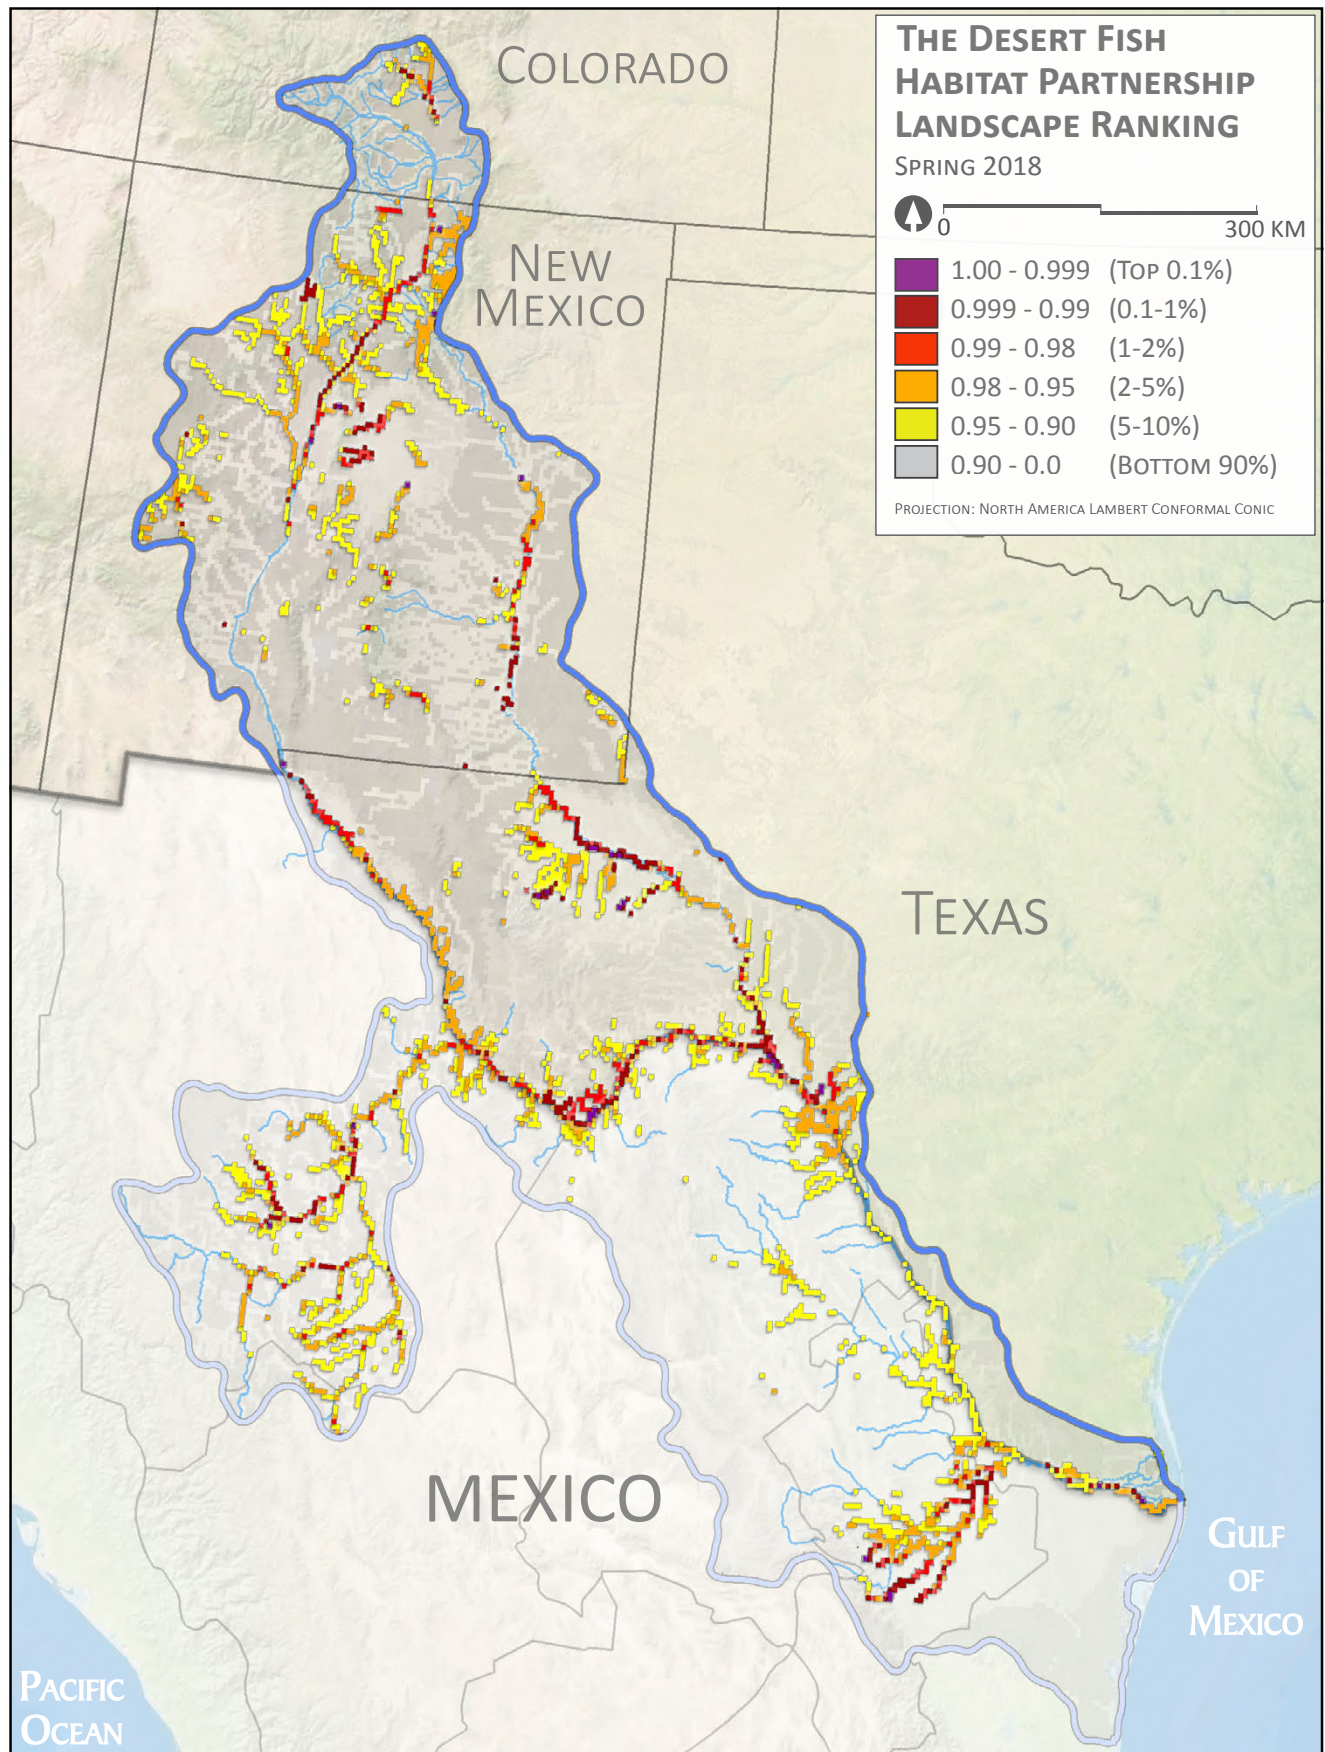 THE DESERT FISH
HABITAT PARTNERSHIP
LANDSCAPE RANKING
SPRING 2018
0 300 KM
1.00 - 0.999 (TOP 0.1%)
0.999 - 0.99 (0.1-1%)
0.99 - 0.98 (1-2%)
0.98 - 0.95 (2-5%)
0.95 - 0.90 (5-10%)
0.90 - 0.0 (BOTTOM 90%)
PROJECTION: NORTH AMERICA LAMBERT CONFORMAL CONIC
COLORADO
NEW
MEXICO
TEXAS
MEXICO
GULF
OF
MEXICO
PACIFIC
OCEAN